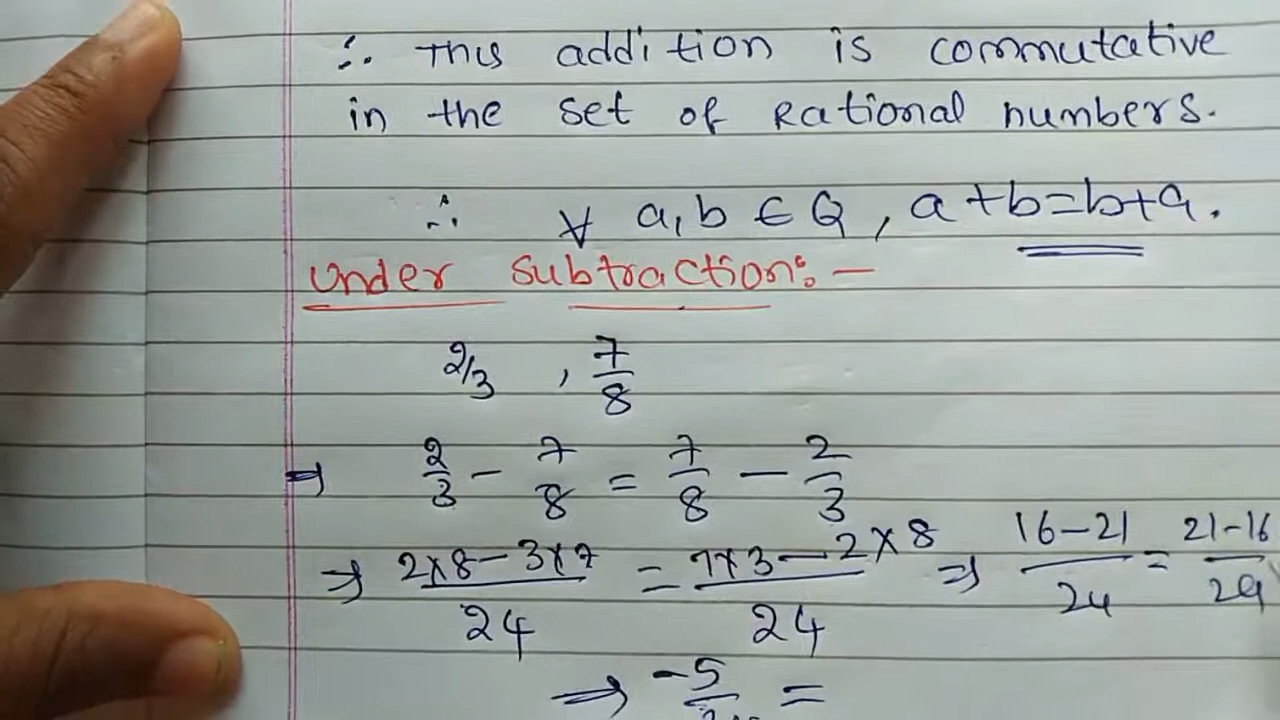 ∴ This addition is commutative
in the set of Rational numbers.
∴ ∀ a,b ∈ Q, a+b=b+a.
Under Subtraction:-
2/3 , 7/8
⇒ 2/3 - 7/8 = 7/8 - 2/3
⇒ 2×8-3×7/24 = 7×3-2×8/24 ⇒ 16-21/24 = 21-16/24
⇒ -5/24 =